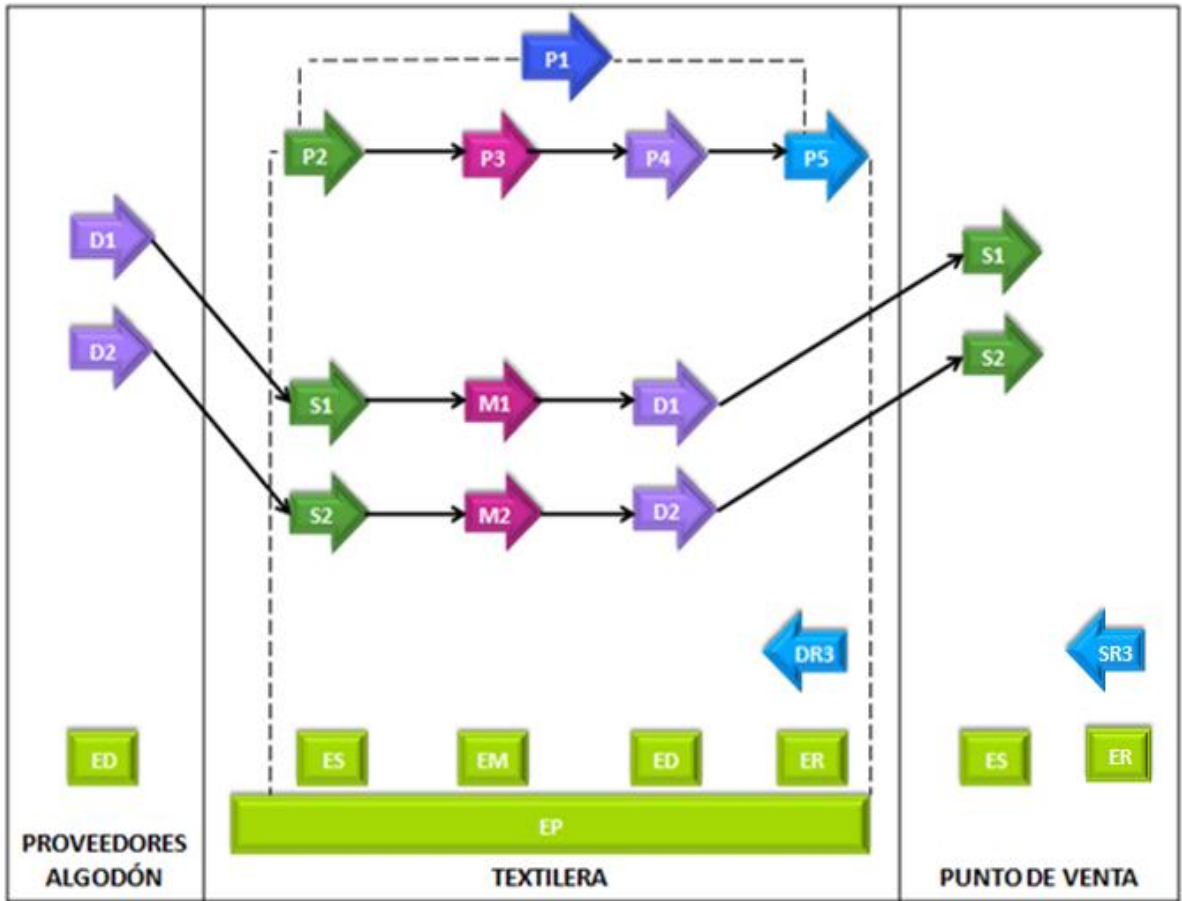 P1
P2
P3
P4
P5
D1
D2
S1
M1
D1
S2
M2
D2
S1
S2
DR3
SR3
ED
ES
EM
ED
ER
ES
ER
EP
PROVEEDORES
ALGODÓN
TEXTILERA
PUNTO DE VENTA